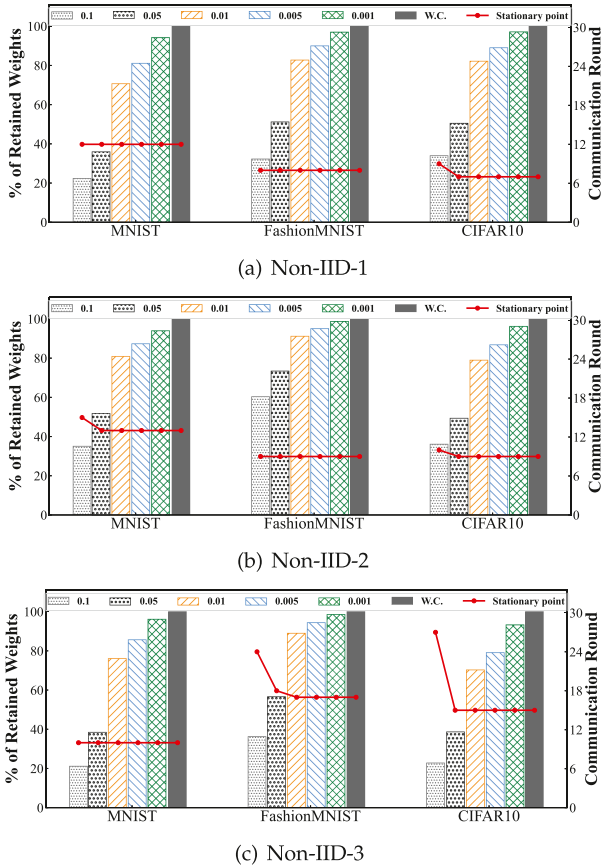 0.1 0.05 0.01 0.005 0.001 W.C. Stationary point
% of Retained Weights
100
80
60
40
20
0
30
24
18
12
6
0
Communication Round
MNIST FashionMNIST CIFAR10
(a) Non-IID-1
0.1 0.05 0.01 0.005 0.001 W.C. Stationary point
% of Retained Weights
100
80
60
40
20
0
30
24
18
12
6
0
Communication Round
MNIST FashionMNIST CIFAR10
(b) Non-IID-2
0.1 0.05 0.01 0.005 0.001 W.C. Stationary point
% of Retained Weights
100
80
60
40
20
0
30
24
18
12
6
0
Communication Round
MNIST FashionMNIST CIFAR10
(c) Non-IID-3